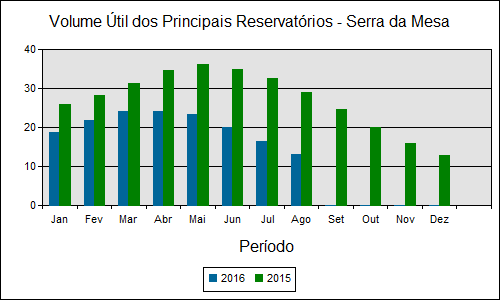 Volume Útil dos Principais Reservatórios - Serra da Mesa
40
30
20
10
0
Jan Fev Mar Abr Mai Jun Jul Ago Set Out Nov Dez
Período
2016 2015